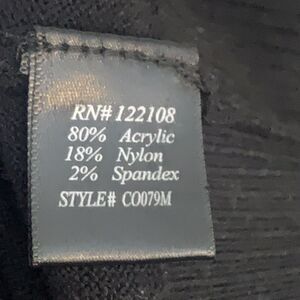 RN# 122108
80% Acrylic
18% Nylon
2% Spandex
STYLE# CO079M